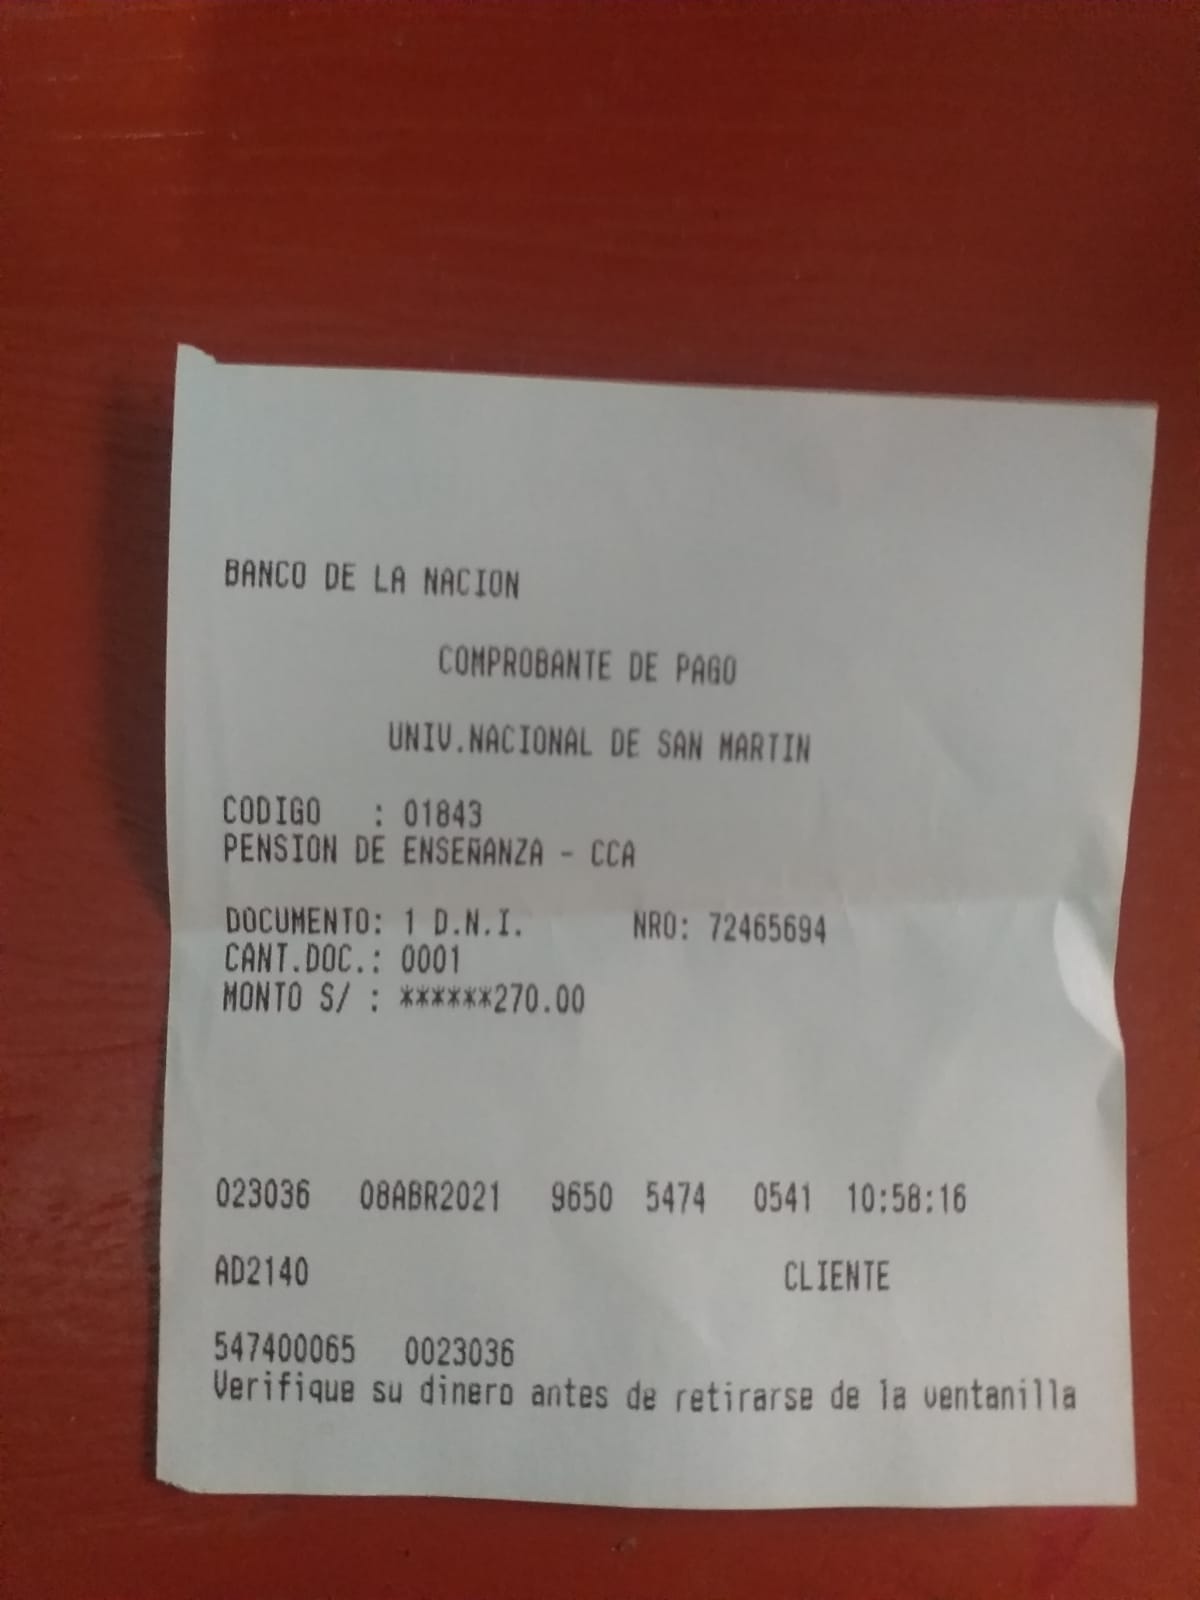 BANCO DE LA NACION
COMPROBANTE DE PAGO
UNIV.NACIONAL DE SAN MARTIN
CODIGO : 01843
PENSION DE ENSEÑANZA - CCA
DOCUMENTO: 1 D.N.I. NRO: 72465694
CANT.DOC.: 0001
MONTO S/ : ******270.00
023036 08ABR2021 9650 5474 0541 10:58:16
AD2140 CLIENTE
547400065 0023036
Verifique su dinero antes de retirarse de la ventanilla